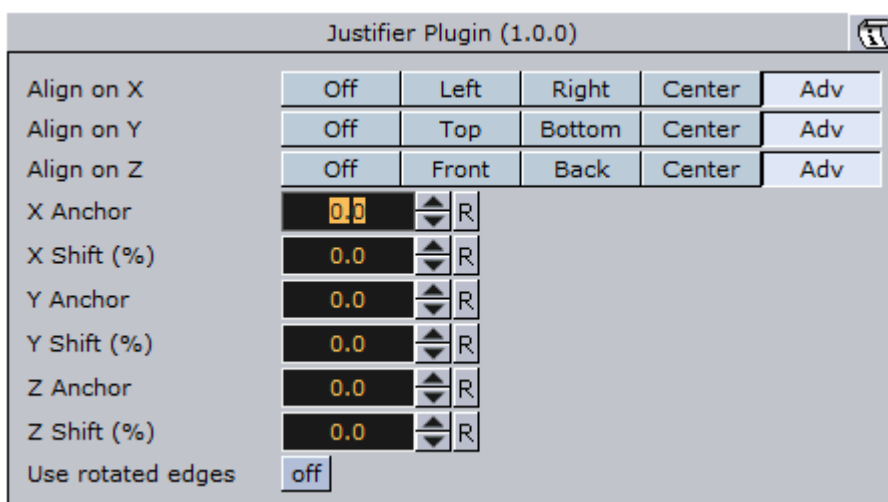 Justifier Plugin (1.0.0)
Align on X Off Left Right Center Adv
Align on Y Off Top Bottom Center Adv
Align on Z Off Front Back Center Adv
X Anchor 0.0 R
X Shift (%) 0.0 R
Y Anchor 0.0 R
Y Shift (%) 0.0 R
Z Anchor 0.0 R
Z Shift (%) 0.0 R
Use rotated edges off